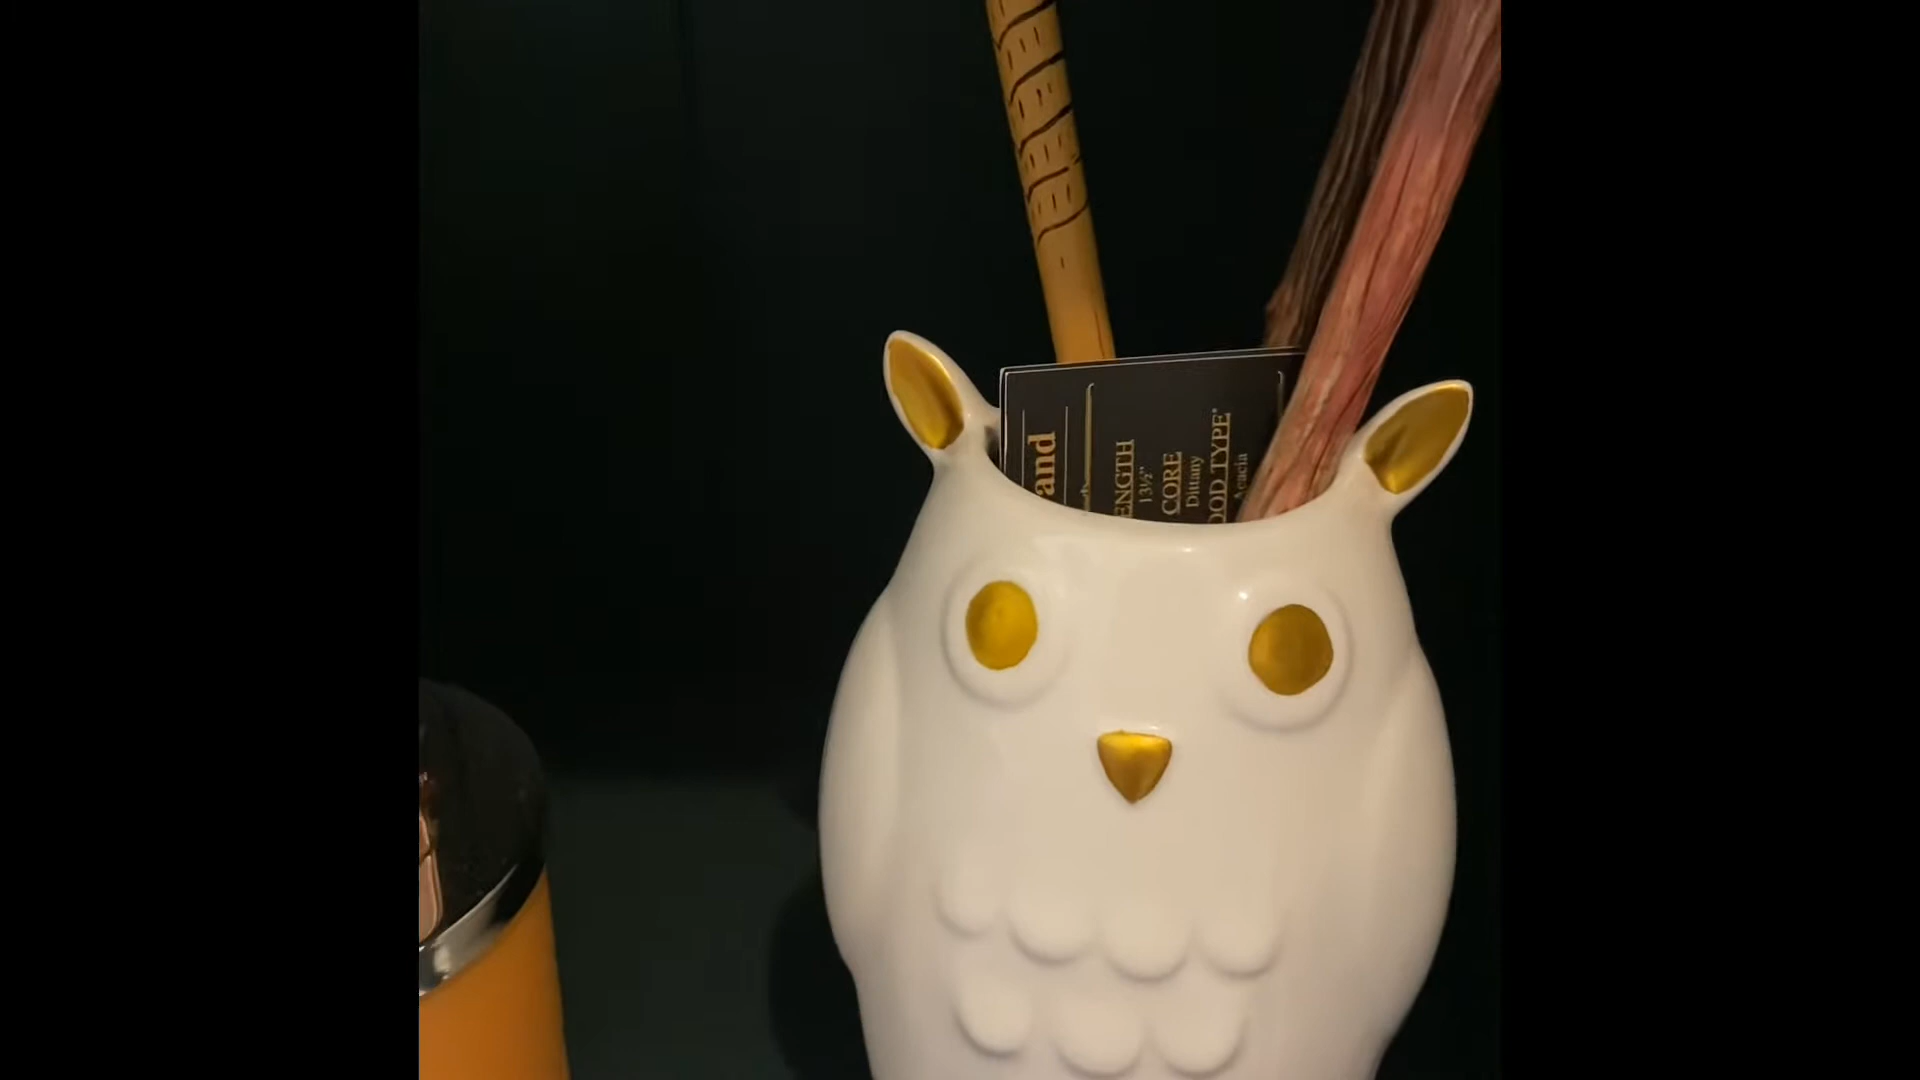 and
ENGTH
13½"
CORE
Dittany
OOD TYPE*
Acacia